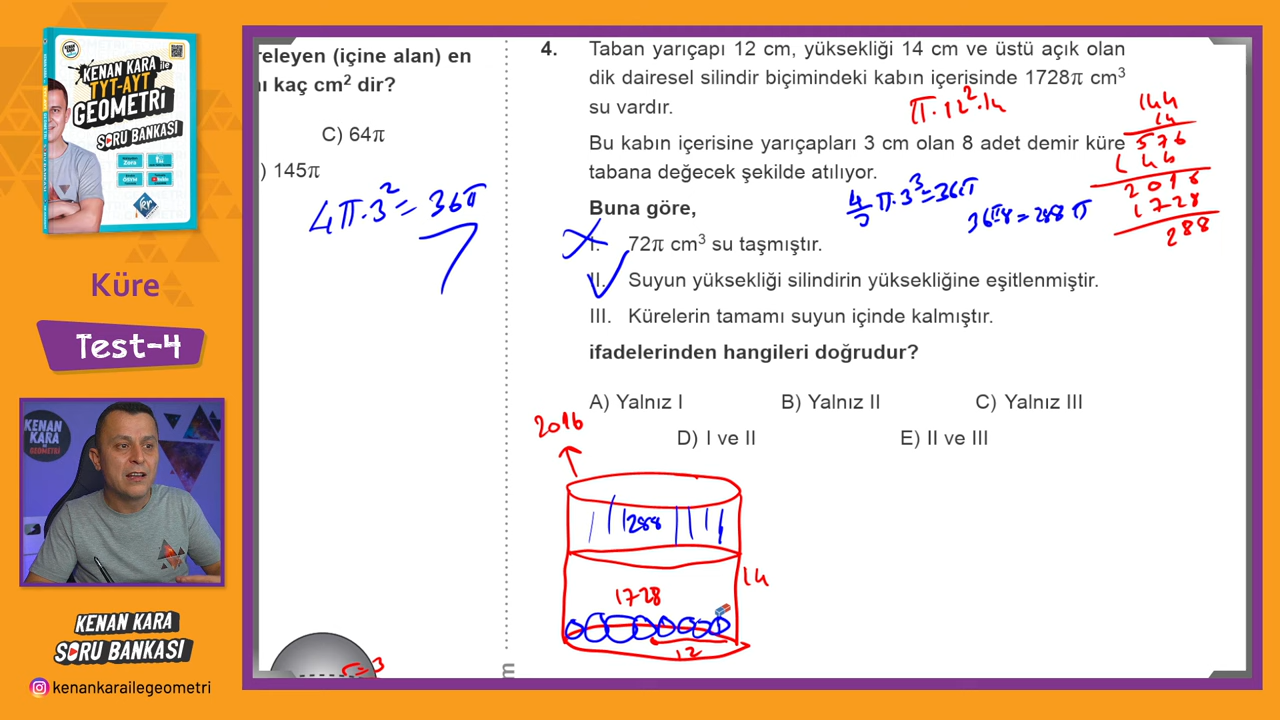 KENAN KARA ile
TYT-AYT
GEOMETRİ
SORU BANKASI
Küre
Test-4
KENAN KARA
ile GEOMETRİ
KENAN KARA
SORU BANKASI
kenankarailegeometri
releyen (içine alan) en
ı kaç cm² dir?
C) 64π
) 145π
4π·3² = 36π
r=3
4. Taban yarıçapı 12 cm, yüksekliği 14 cm ve üstü açık olan
dik dairesel silindir biçimindeki kabın içerisinde 1728π cm³
su vardır.
π·12²·14
Bu kabın içerisine yarıçapları 3 cm olan 8 adet demir küre
tabana değecek şekilde atılıyor.
4/3 π·3³ = 36π
36π·8 = 288π
144
14
576
144
2016
1728
288
Buna göre,
I. 72π cm³ su taşmıştır.
II. Suyun yüksekliği silindirin yüksekliğine eşitlenmiştir.
III. Kürelerin tamamı suyun içinde kalmıştır.
ifadelerinden hangileri doğrudur?
A) Yalnız I B) Yalnız II C) Yalnız III
D) I ve II E) II ve III
2016
288
14
1728
12